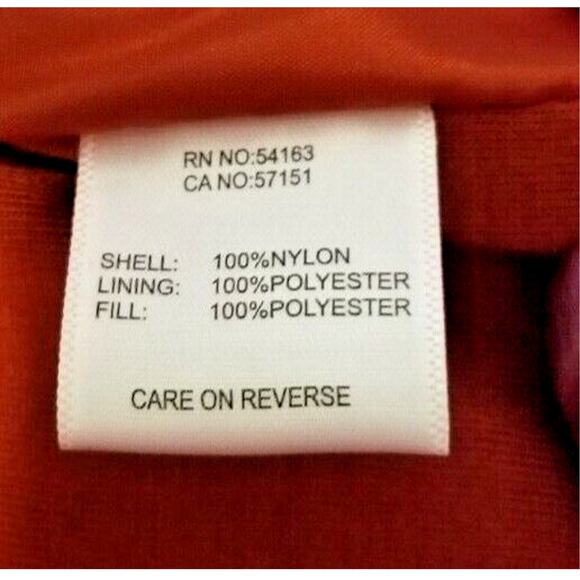 RN NO:54163
CA NO:57151
SHELL: 100%NYLON
LINING: 100%POLYESTER
FILL: 100%POLYESTER
CARE ON REVERSE